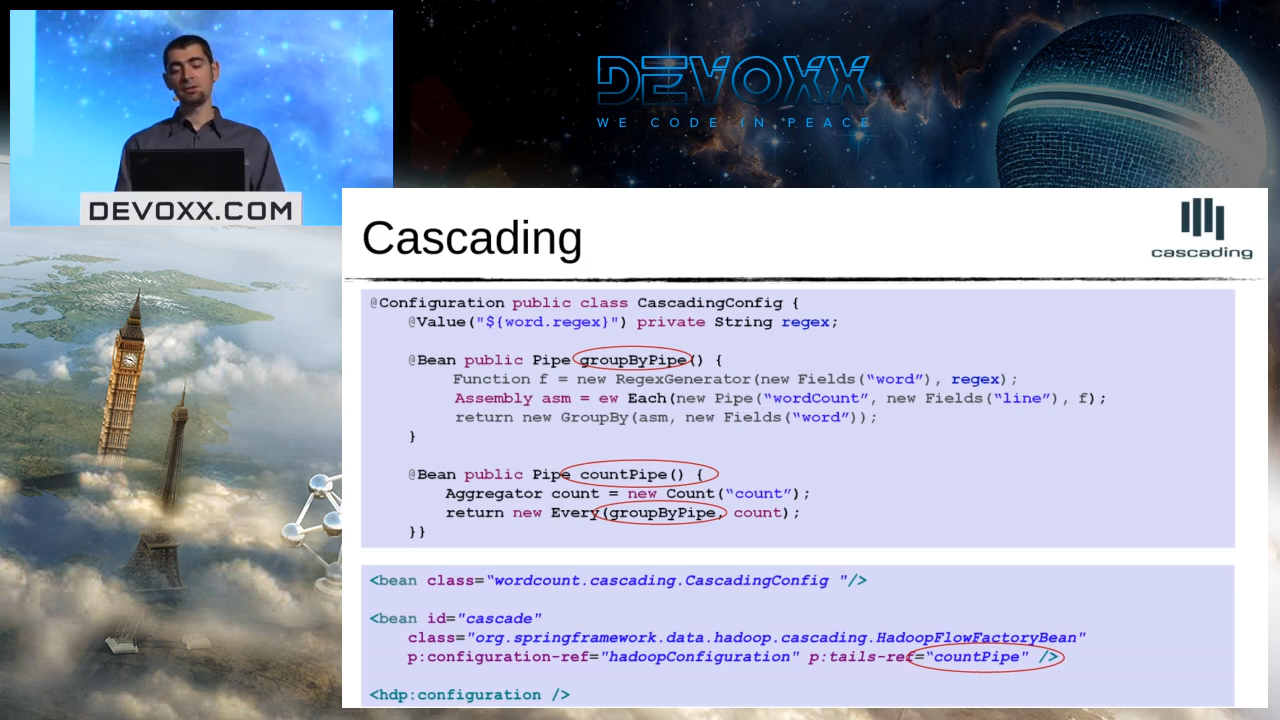 DEVOXX
WE CODE IN PEACE
DEVOXX.COM
Cascading
cascading
@Configuration public class CascadingConfig {
@Value("${word.regex}") private String regex;
@Bean public Pipe groupByPipe() {
Function f = new RegexGenerator(new Fields(“word”), regex);
Assembly asm = ew Each(new Pipe(“wordCount”, new Fields(“line”), f);
return new GroupBy(asm, new Fields(“word”));
}
@Bean public Pipe countPipe() {
Aggregator count = new Count(“count”);
return new Every(groupByPipe, count);
}}
<bean class=“wordcount.cascading.CascadingConfig "/>
<bean id="cascade"
class="org.springframework.data.hadoop.cascading.HadoopFlowFactoryBean"
p:configuration-ref="hadoopConfiguration" p:tails-ref=“countPipe" />
<hdp:configuration />